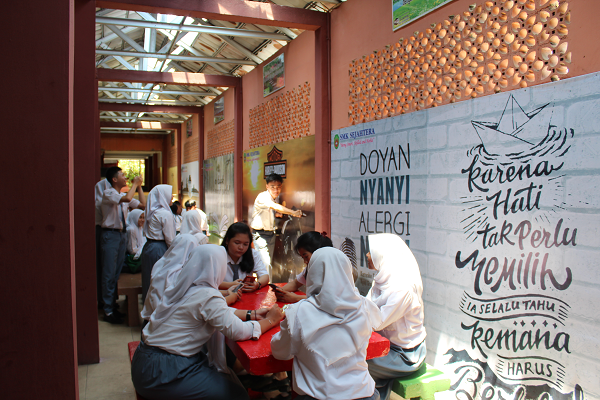 SMK SEJAHTERA
DOYAN
NYANYI
ALERGI
Karena
Hati
tak Perlu
Memilih
IA SELALU TAHU
Kemana
HARUS